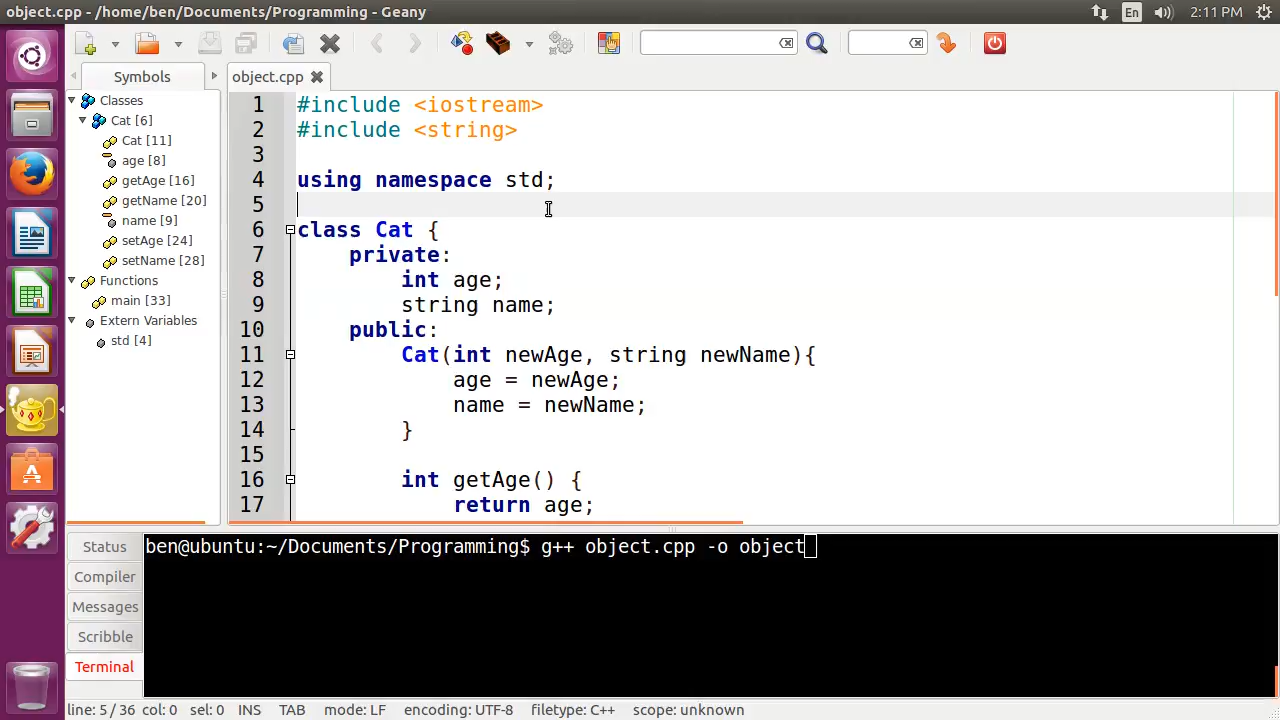 object.cpp - /home/ben/Documents/Programming - Geany
En
2:11 PM
Symbols
object.cpp
Classes
Cat [6]
Cat [11]
age [8]
getAge [16]
getName [20]
name [9]
setAge [24]
setName [28]
Functions
main [33]
Extern Variables
std [4]
1 #include <iostream>
2 #include <string>
3
4 using namespace std;
5
6 class Cat {
7 private:
8 int age;
9 string name;
10 public:
11 Cat(int newAge, string newName){
12 age = newAge;
13 name = newName;
14 }
15
16 int getAge() {
17 return age;
Status
Compiler
Messages
Scribble
Terminal
ben@ubuntu:~/Documents/Programming$ g++ object.cpp -o object
line: 5 / 36 col: 0 sel: 0 INS TAB mode: LF encoding: UTF-8 filetype: C++ scope: unknown